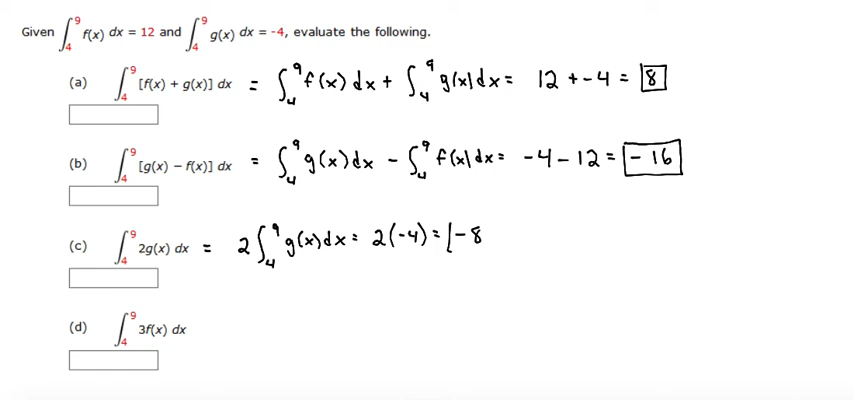 Given ∫₄⁹ f(x) dx = 12 and ∫₄⁹ g(x) dx = -4, evaluate the following.
(a) ∫₄⁹ [f(x) + g(x)] dx = ∫₄⁹ f(x) dx + ∫₄⁹ g(x) dx = 12 + -4 = 8
(b) ∫₄⁹ [g(x) − f(x)] dx = ∫₄⁹ g(x) dx - ∫₄⁹ f(x) dx = -4 - 12 = -16
(c) ∫₄⁹ 2g(x) dx = 2 ∫₄⁹ g(x) dx = 2(-4) = -8
(d) ∫₄⁹ 3f(x) dx